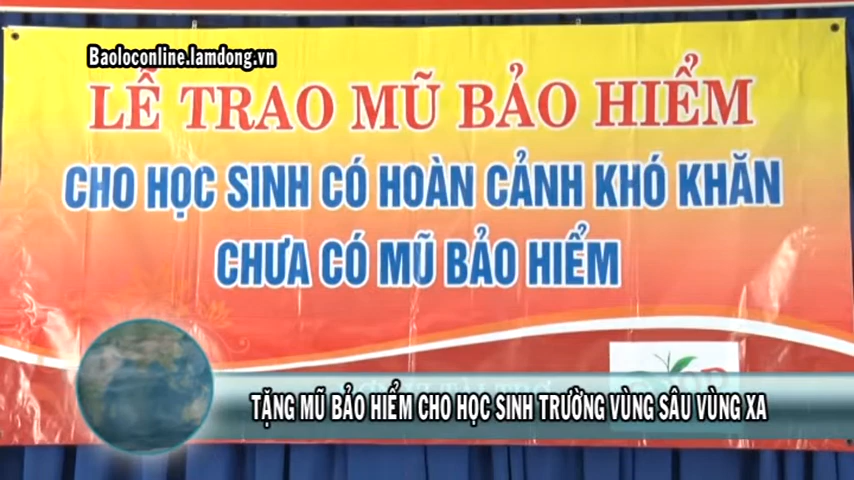 Baoloconline.lamdong.vn
LỄ TRAO MŨ BẢO HIỂM
CHO HỌC SINH CÓ HOÀN CẢNH KHÓ KHĂN
CHƯA CÓ MŨ BẢO HIỂM
TẶNG MŨ BẢO HIỂM CHO HỌC SINH TRƯỜNG VÙNG SÂU VÙNG XA